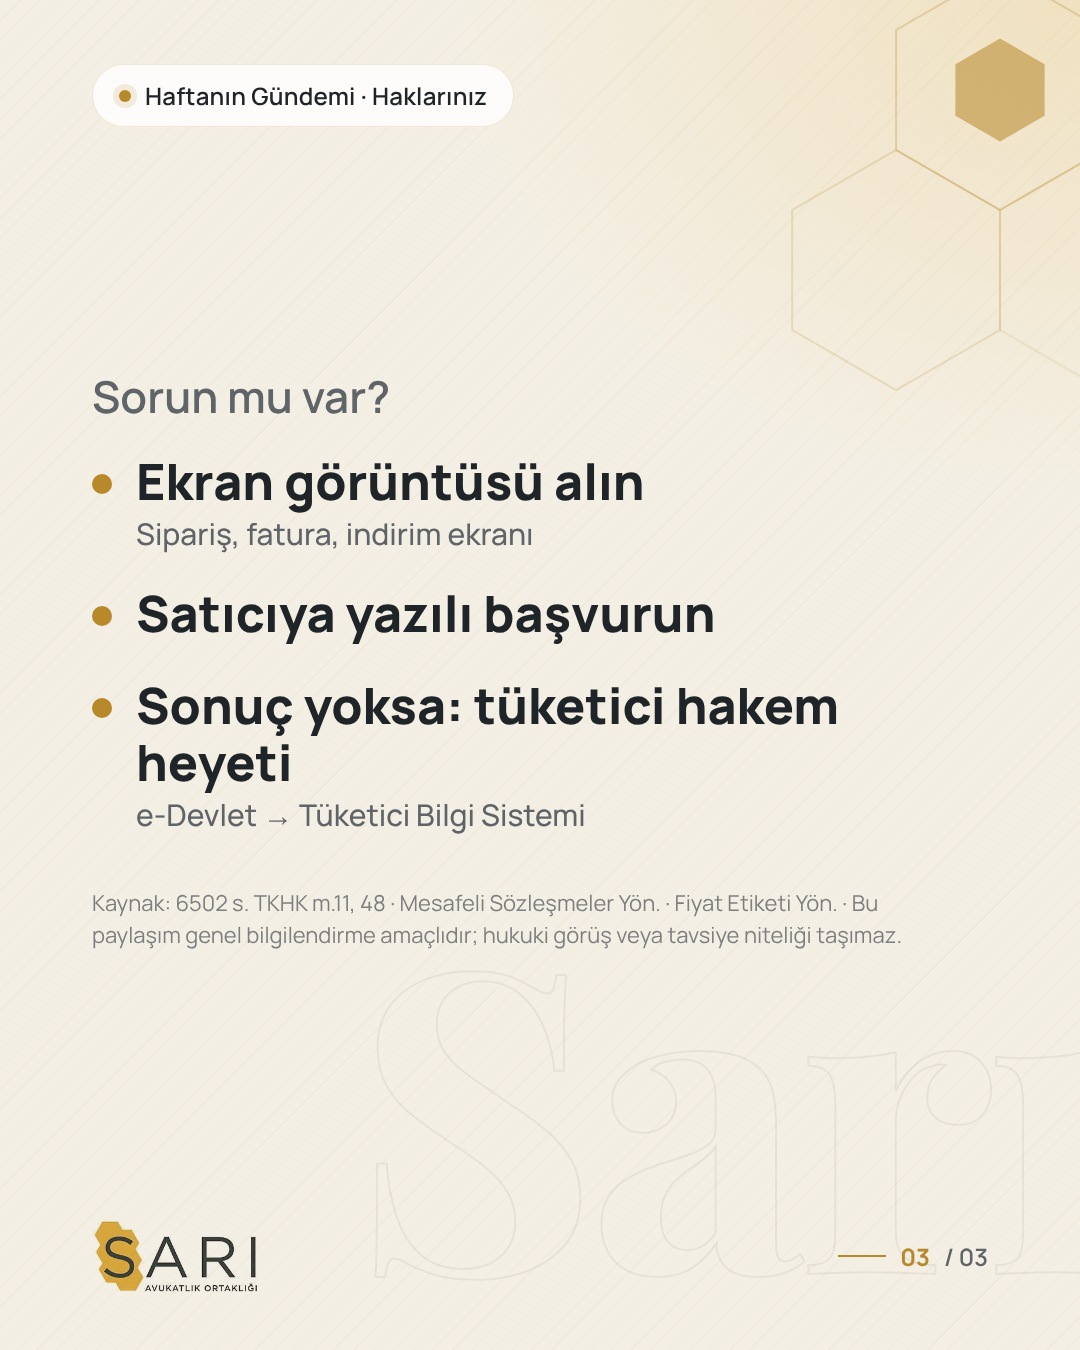 Haftanın Gündemi · Haklarınız
Sorun mu var?
Ekran görüntüsü alın
Sipariş, fatura, indirim ekranı
Satıcıya yazılı başvurun
Sonuç yoksa: tüketici hakem
heyeti
e-Devlet → Tüketici Bilgi Sistemi
Kaynak: 6502 s. TKHK m.11, 48 · Mesafeli Sözleşmeler Yön. · Fiyat Etiketi Yön. · Bu
paylaşım genel bilgilendirme amaçlıdır; hukuki görüş veya tavsiye niteliği taşımaz.
Sarı
SARI
AVUKATLIK ORTAKLIĞI
03 / 03